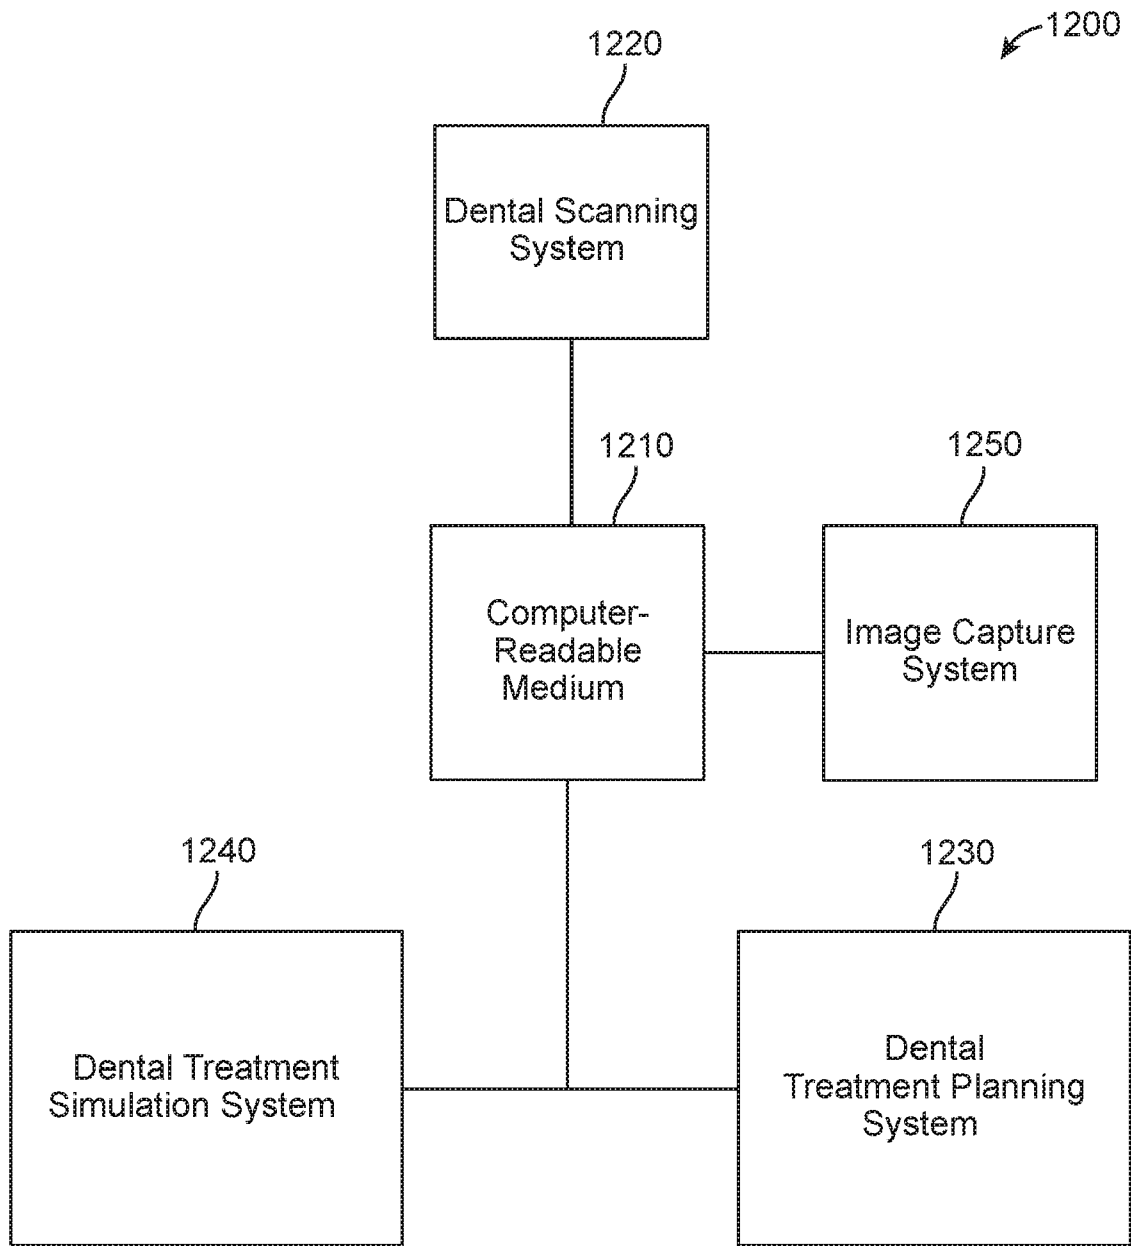 1200
1220
Dental Scanning
System
1210
1250
Computer-
Readable
Medium
Image Capture
System
1240
1230
Dental Treatment
Simulation System
Dental
Treatment Planning
System